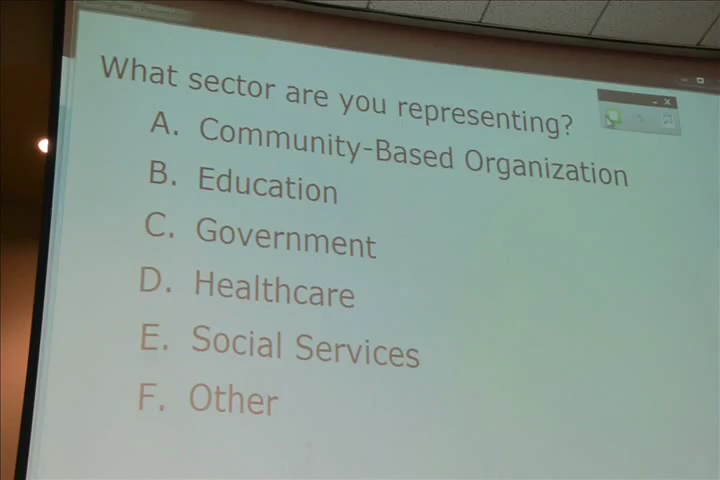 What sector are you representing?
A. Community-Based Organization
B. Education
C. Government
D. Healthcare
E. Social Services
F. Other